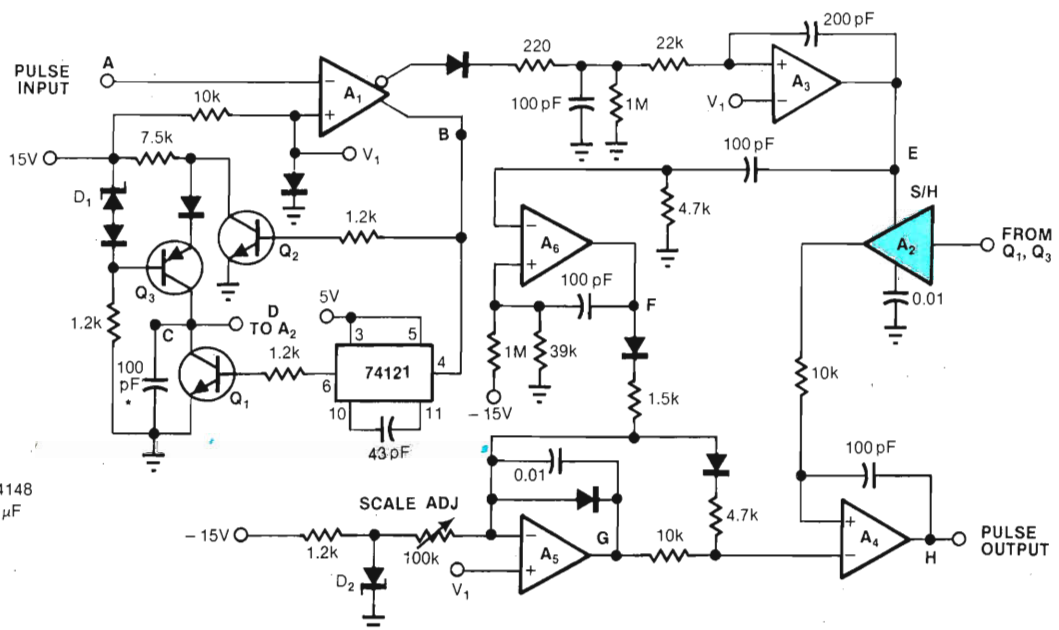 A
PULSE
INPUT
−
A1
+
10k
B
V1
15V
7.5k
D1
Q3
Q2
1.2k
1.2k
C
D
TO A2
100
pF
*
Q1
1.2k
5V
3
5
6
74121
4
10
11
43 pF
220
22k
100 pF
1M
200 pF
+
A3
−
V1
E
100 pF
4.7k
S/H
A2
FROM
Q1, Q3
0.01
−
A6
+
100 pF
F
1M
39k
−15V
1.5k
10k
4148
μF
0.01
SCALE ADJ
−15V
1.2k
D2
100k
V1
−
A5
+
G
10k
4.7k
100 pF
+
A4
−
H
PULSE
OUTPUT